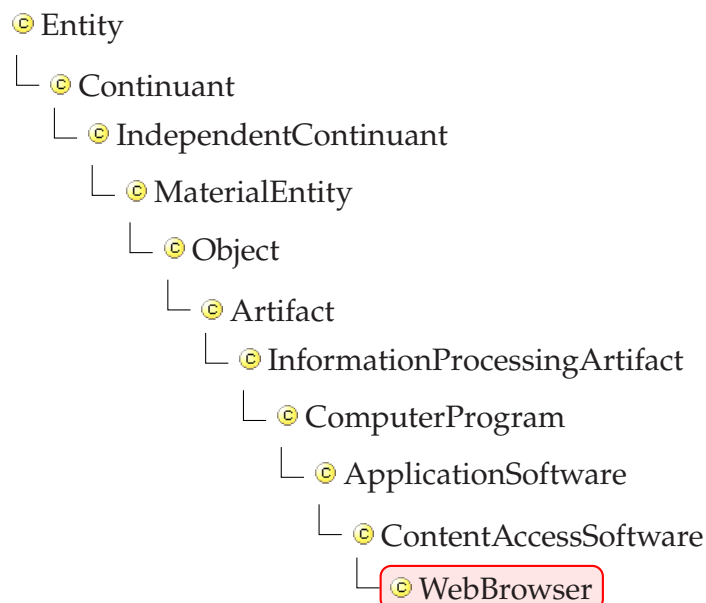 Entity
Continuant
IndependentContinuant
MaterialEntity
Object
Artifact
InformationProcessingArtifact
ComputerProgram
ApplicationSoftware
ContentAccessSoftware
WebBrowser